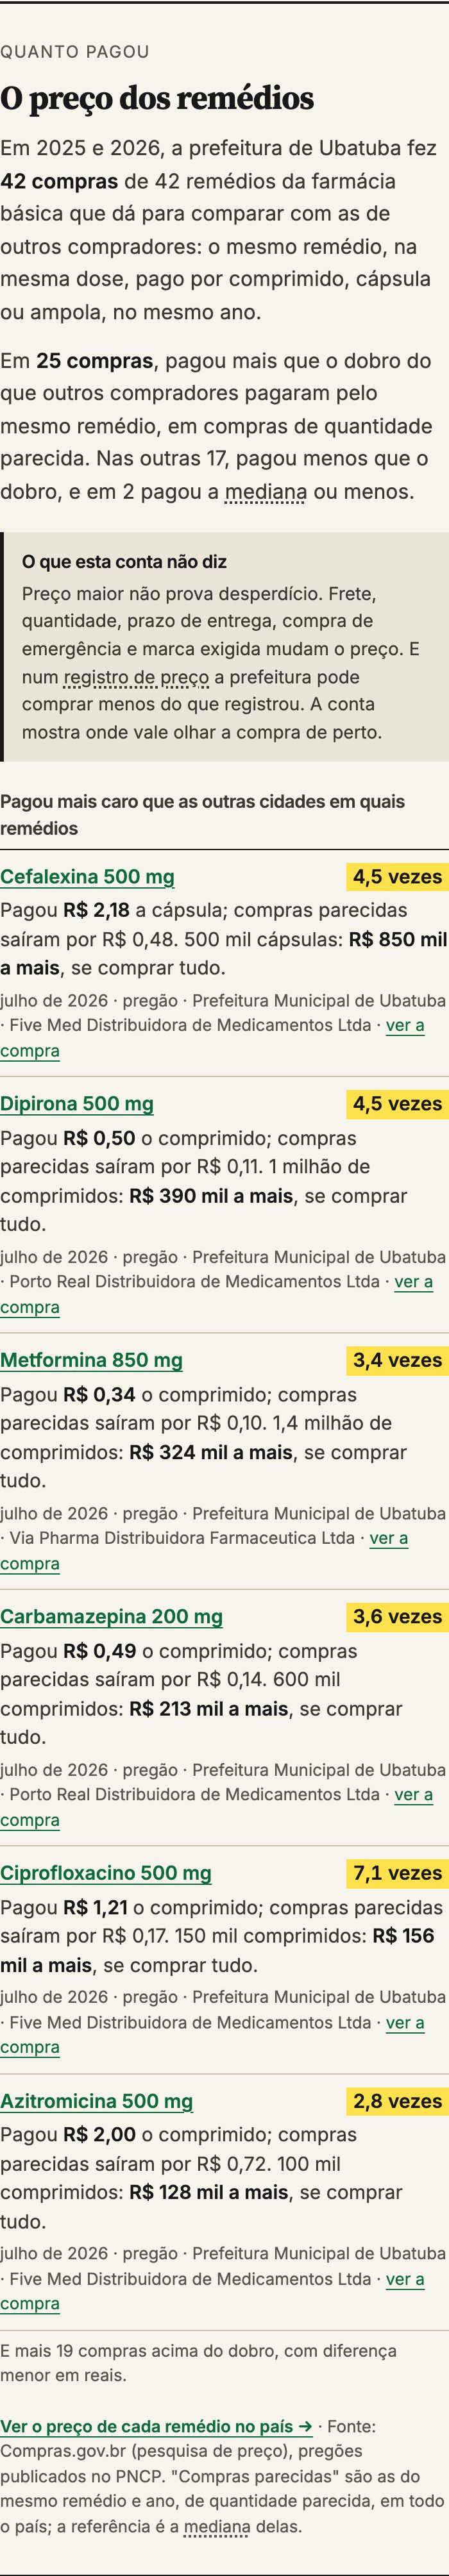 QUANTO PAGOU
O preço dos remédios
Em 2025 e 2026, a prefeitura de Ubatuba fez
42 compras de 42 remédios da farmácia
básica que dá para comparar com as de
outros compradores: o mesmo remédio, na
mesma dose, pago por comprimido, cápsula
ou ampola, no mesmo ano.
Em 25 compras, pagou mais que o dobro do
que outros compradores pagaram pelo
mesmo remédio, em compras de quantidade
parecida. Nas outras 17, pagou menos que o
dobro, e em 2 pagou a mediana ou menos.
O que esta conta não diz
Preço maior não prova desperdício. Frete,
quantidade, prazo de entrega, compra de
emergência e marca exigida mudam o preço. E
num registro de preço a prefeitura pode
comprar menos do que registrou. A conta
mostra onde vale olhar a compra de perto.
Pagou mais caro que as outras cidades em quais
remédios
Cefalexina 500 mg 4,5 vezes
Pagou R$ 2,18 a cápsula; compras parecidas
saíram por R$ 0,48. 500 mil cápsulas: R$ 850 mil
a mais, se comprar tudo.
julho de 2026 · pregão · Prefeitura Municipal de Ubatuba
· Five Med Distribuidora de Medicamentos Ltda · ver a
compra
Dipirona 500 mg 4,5 vezes
Pagou R$ 0,50 o comprimido; compras
parecidas saíram por R$ 0,11. 1 milhão de
comprimidos: R$ 390 mil a mais, se comprar
tudo.
julho de 2026 · pregão · Prefeitura Municipal de Ubatuba
· Porto Real Distribuidora de Medicamentos Ltda · ver a
compra
Metformina 850 mg 3,4 vezes
Pagou R$ 0,34 o comprimido; compras
parecidas saíram por R$ 0,10. 1,4 milhão de
comprimidos: R$ 324 mil a mais, se comprar
tudo.
julho de 2026 · pregão · Prefeitura Municipal de Ubatuba
· Via Pharma Distribuidora Farmaceutica Ltda · ver a
compra
Carbamazepina 200 mg 3,6 vezes
Pagou R$ 0,49 o comprimido; compras
parecidas saíram por R$ 0,14. 600 mil
comprimidos: R$ 213 mil a mais, se comprar
tudo.
julho de 2026 · pregão · Prefeitura Municipal de Ubatuba
· Porto Real Distribuidora de Medicamentos Ltda · ver a
compra
Ciprofloxacino 500 mg 7,1 vezes
Pagou R$ 1,21 o comprimido; compras parecidas
saíram por R$ 0,17. 150 mil comprimidos: R$ 156
mil a mais, se comprar tudo.
julho de 2026 · pregão · Prefeitura Municipal de Ubatuba
· Five Med Distribuidora de Medicamentos Ltda · ver a
compra
Azitromicina 500 mg 2,8 vezes
Pagou R$ 2,00 o comprimido; compras
parecidas saíram por R$ 0,72. 100 mil
comprimidos: R$ 128 mil a mais, se comprar
tudo.
julho de 2026 · pregão · Prefeitura Municipal de Ubatuba
· Five Med Distribuidora de Medicamentos Ltda · ver a
compra
E mais 19 compras acima do dobro, com diferença
menor em reais.
Ver o preço de cada remédio no país → · Fonte:
Compras.gov.br (pesquisa de preço), pregões
publicados no PNCP. "Compras parecidas" são as do
mesmo remédio e ano, de quantidade parecida, em todo
o país; a referência é a mediana delas.